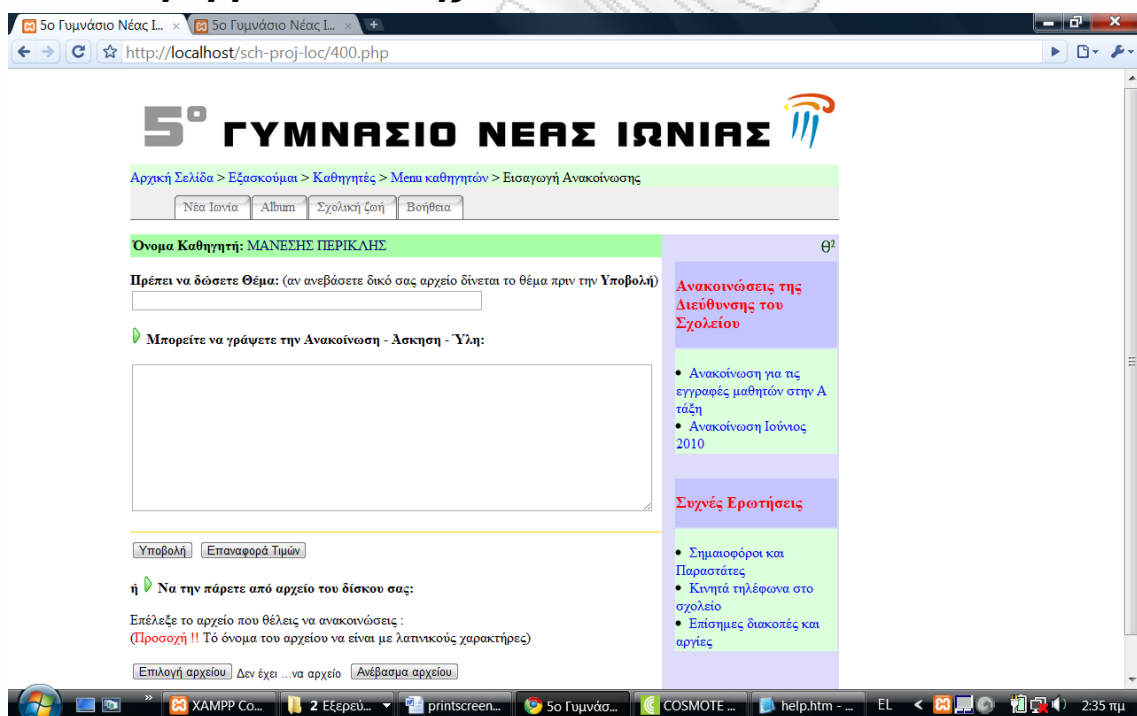 5ο Γυμνάσιο Νέας Ι...
5ο Γυμνάσιο Νέας Ι...
http://localhost/sch-proj-loc/400.php
5° ΓΥΜΝΑΣΙΟ ΝΕΑΣ ΙΩΝΙΑΣ
Αρχική Σελίδα > Εξασκούμαι > Καθηγητές > Menu καθηγητών > Εισαγωγή Ανακοίνωσης
Νέα Ιωνία Album Σχολική ζωή Βοήθεια
Όνομα Καθηγητή: ΜΑΝΕΣΗΣ ΠΕΡΙΚΛΗΣ
θ²
Πρέπει να δώσετε Θέμα: (αν ανεβάσετε δικό σας αρχείο δίνεται το θέμα πριν την Υποβολή)
Μπορείτε να γράψετε την Ανακοίνωση - Άσκηση - Ύλη:
Υποβολή Επαναφορά Τιμών
ή Να την πάρετε από αρχείο του δίσκου σας:
Επέλεξε το αρχείο που θέλεις να ανακοινώσεις :
(Προσοχή !! Τό όνομα του αρχείου να είναι με λατινικούς χαρακτήρες)
Επιλογή αρχείου Δεν έχει ...να αρχείο Ανέβασμα αρχείου
Ανακοινώσεις της
Διεύθυνσης του
Σχολείου
Ανακοίνωση για τις
εγγραφές μαθητών στην Α
τάξη
Ανακοίνωση Ιούνιος
2010
Συχνές Ερωτήσεις
Σημαιοφόροι και
Παραστάτες
Κινητά τηλέφωνα στο
σχολείο
Επίσημες διακοπές και
αργίες
XAMPP Co... 2 Εξερεύ... printscreen... 5ο Γυμνάσ... COSMOTE ... help.htm - ... EL 2:35 πμ